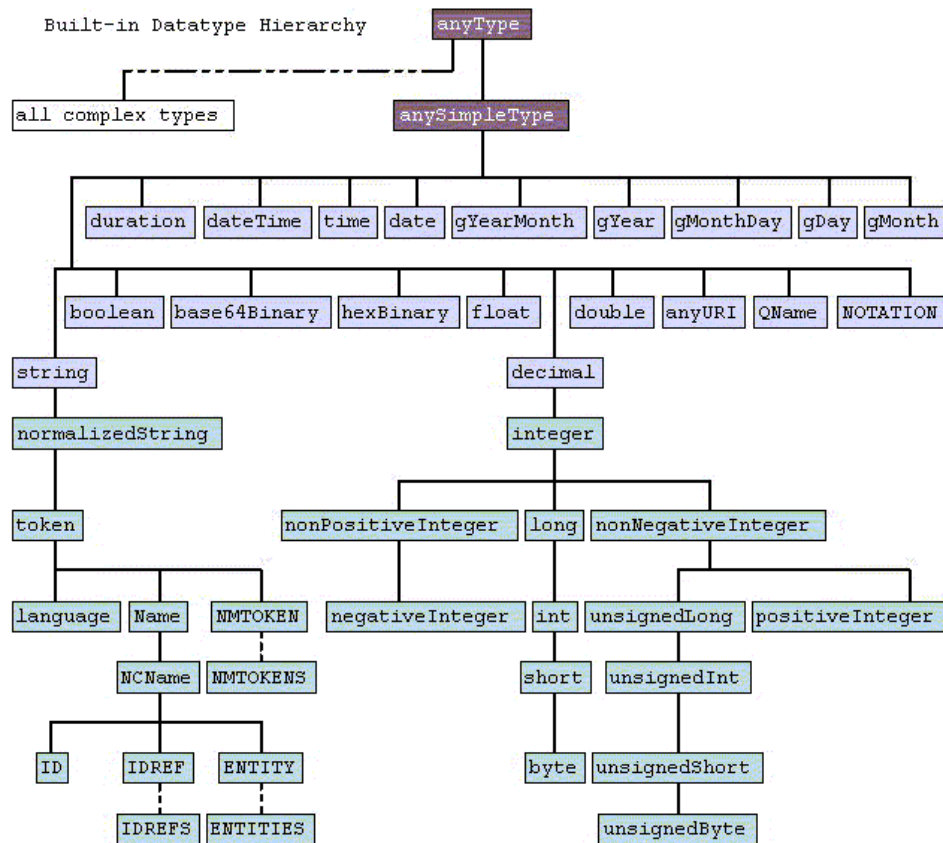 Built-in Datatype Hierarchy anyType
all complex types anySimpleType
duration dateTime time date gYearMonth gYear gMonthDay gDay gMonth
boolean base64Binary hexBinary float double anyURI QName NOTATION
string decimal
normalizedString integer
token nonPositiveInteger long nonNegativeInteger
language Name NMTOKEN negativeInteger int unsignedLong positiveInteger
NCName NMTOKENS short unsignedInt
ID IDREF ENTITY byte unsignedShort
IDREFS ENTITIES unsignedByte